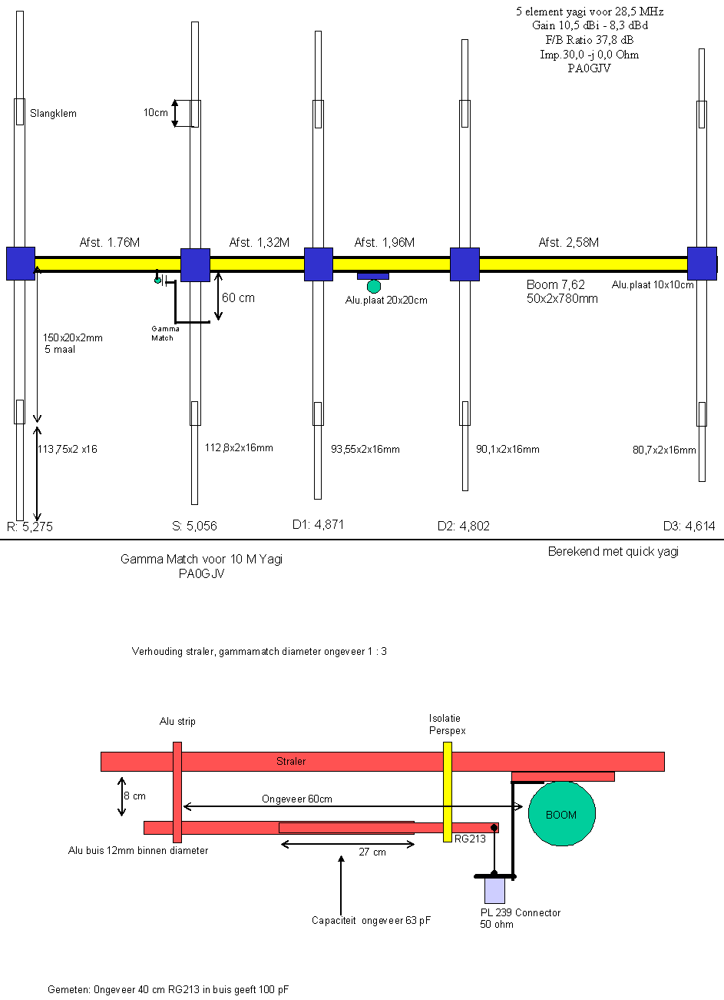 5 element yagi voor 28,5 MHz
Gain 10,5 dBi - 8,3 dBd
F/B Ratio 37,8 dB
Imp.30,0 -j 0,0 Ohm
PA0GJV
Slangklem
10cm
Afst. 1.76M
Afst. 1,32M
Afst. 1,96M
Afst. 2,58M
60 cm
Alu.plaat 20x20cm
Boom 7,62
50x2x780mm
Alu.plaat 10x10cm
Gamma
Match
150x20x2mm
5 maal
113,75x2 x16
112,8x2x16mm
93,55x2x16mm
90,1x2x16mm
80,7x2x16mm
R: 5,275
S: 5,056
D1: 4,871
D2: 4,802
D3: 4,614
Gamma Match voor 10 M Yagi
PA0GJV
Berekend met quick yagi
Verhouding straler, gammamatch diameter ongeveer 1 : 3
Alu strip
Isolatie
Perspex
Straler
8 cm
Ongeveer 60cm
BOOM
Alu buis 12mm binnen diameter
27 cm
RG213
Capaciteit ongeveer 63 pF
PL 239 Connector
50 ohm
Gemeten: Ongeveer 40 cm RG213 in buis geeft 100 pF